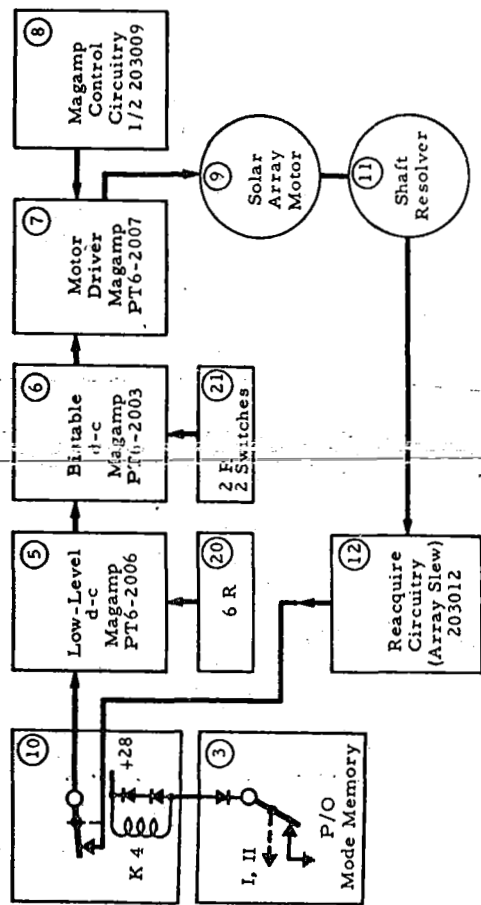 10
K 4
+28
3
I, II
P/O
Mode Memory
5
Low-Level
d-c
Magamp
PT6-2006
20
6 R
6
Bistable
d-c
Magamp
PT6-2003
21
2
2 Switches
7
Motor
Driver
Magamp
PT6-2007
8
Magamp
Control
Circuitry
1/2 203009
9
Solar
Array
Motor
11
Shaft
Resolver
12
Reacquire
Circuitry
(Array Slew)
203012